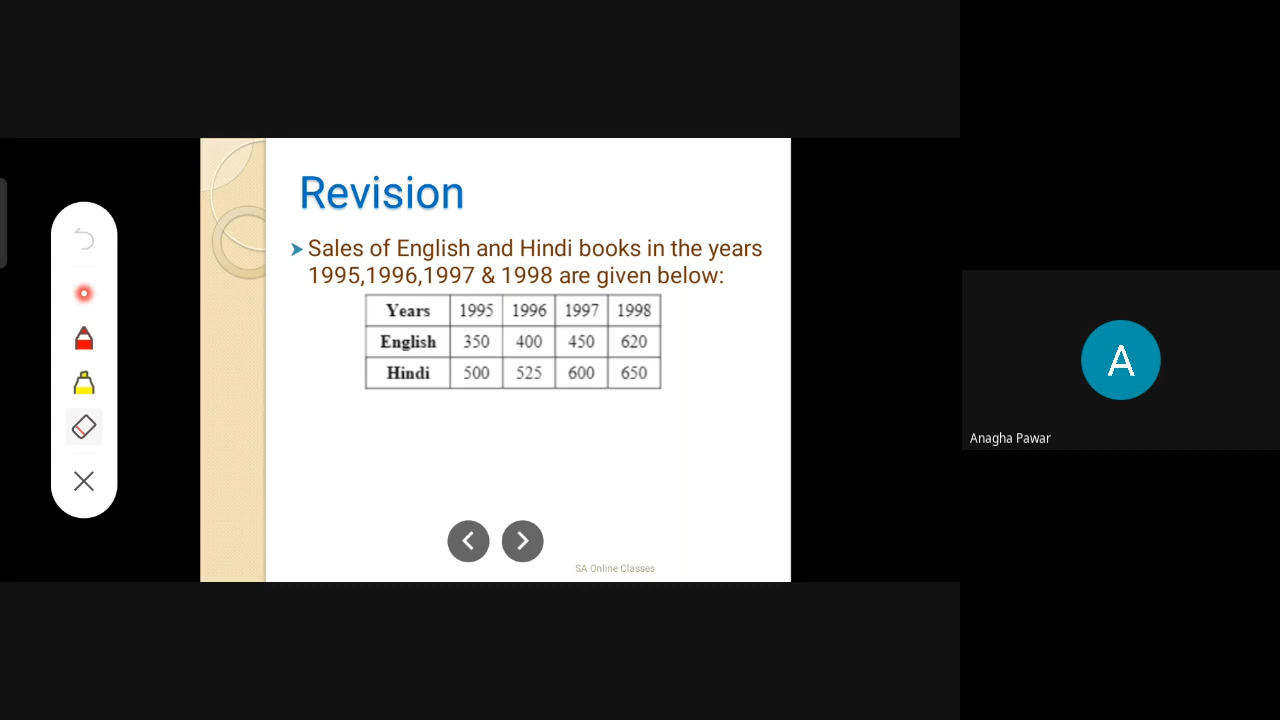 Revision
Sales of English and Hindi books in the years
1995,1996,1997 & 1998 are given below:
Years 1995 1996 1997 1998
English 350 400 450 620
Hindi 500 525 600 650
SA Online Classes
A
Anagha Pawar